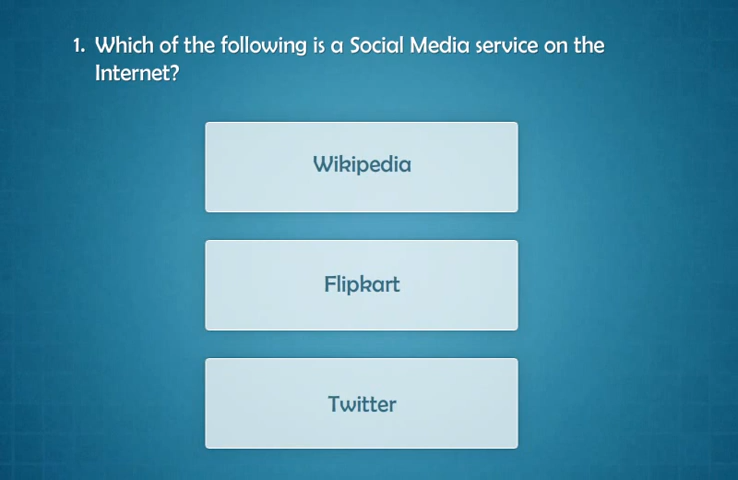 1. Which of the following is a Social Media service on the
Internet?
Wikipedia
Flipkart
Twitter